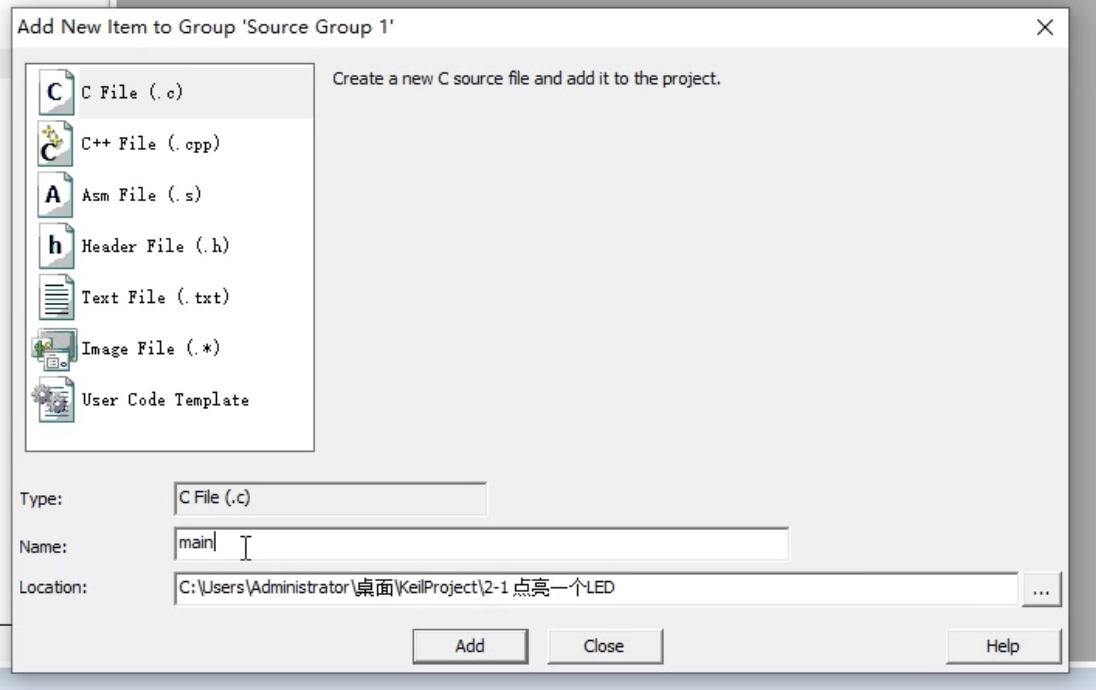 Add New Item to Group 'Source Group 1'
Create a new C source file and add it to the project.
C
C File (.c)
C
C++ File (.cpp)
A
Asm File (.s)
h
Header File (.h)
Text File (.txt)
Image File (.*)
User Code Template
Type:
C File (.c)
Name:
main
Location:
C:\Users\Administrator\桌面\KeilProject\2-1 点亮一个LED
...
Add
Close
Help